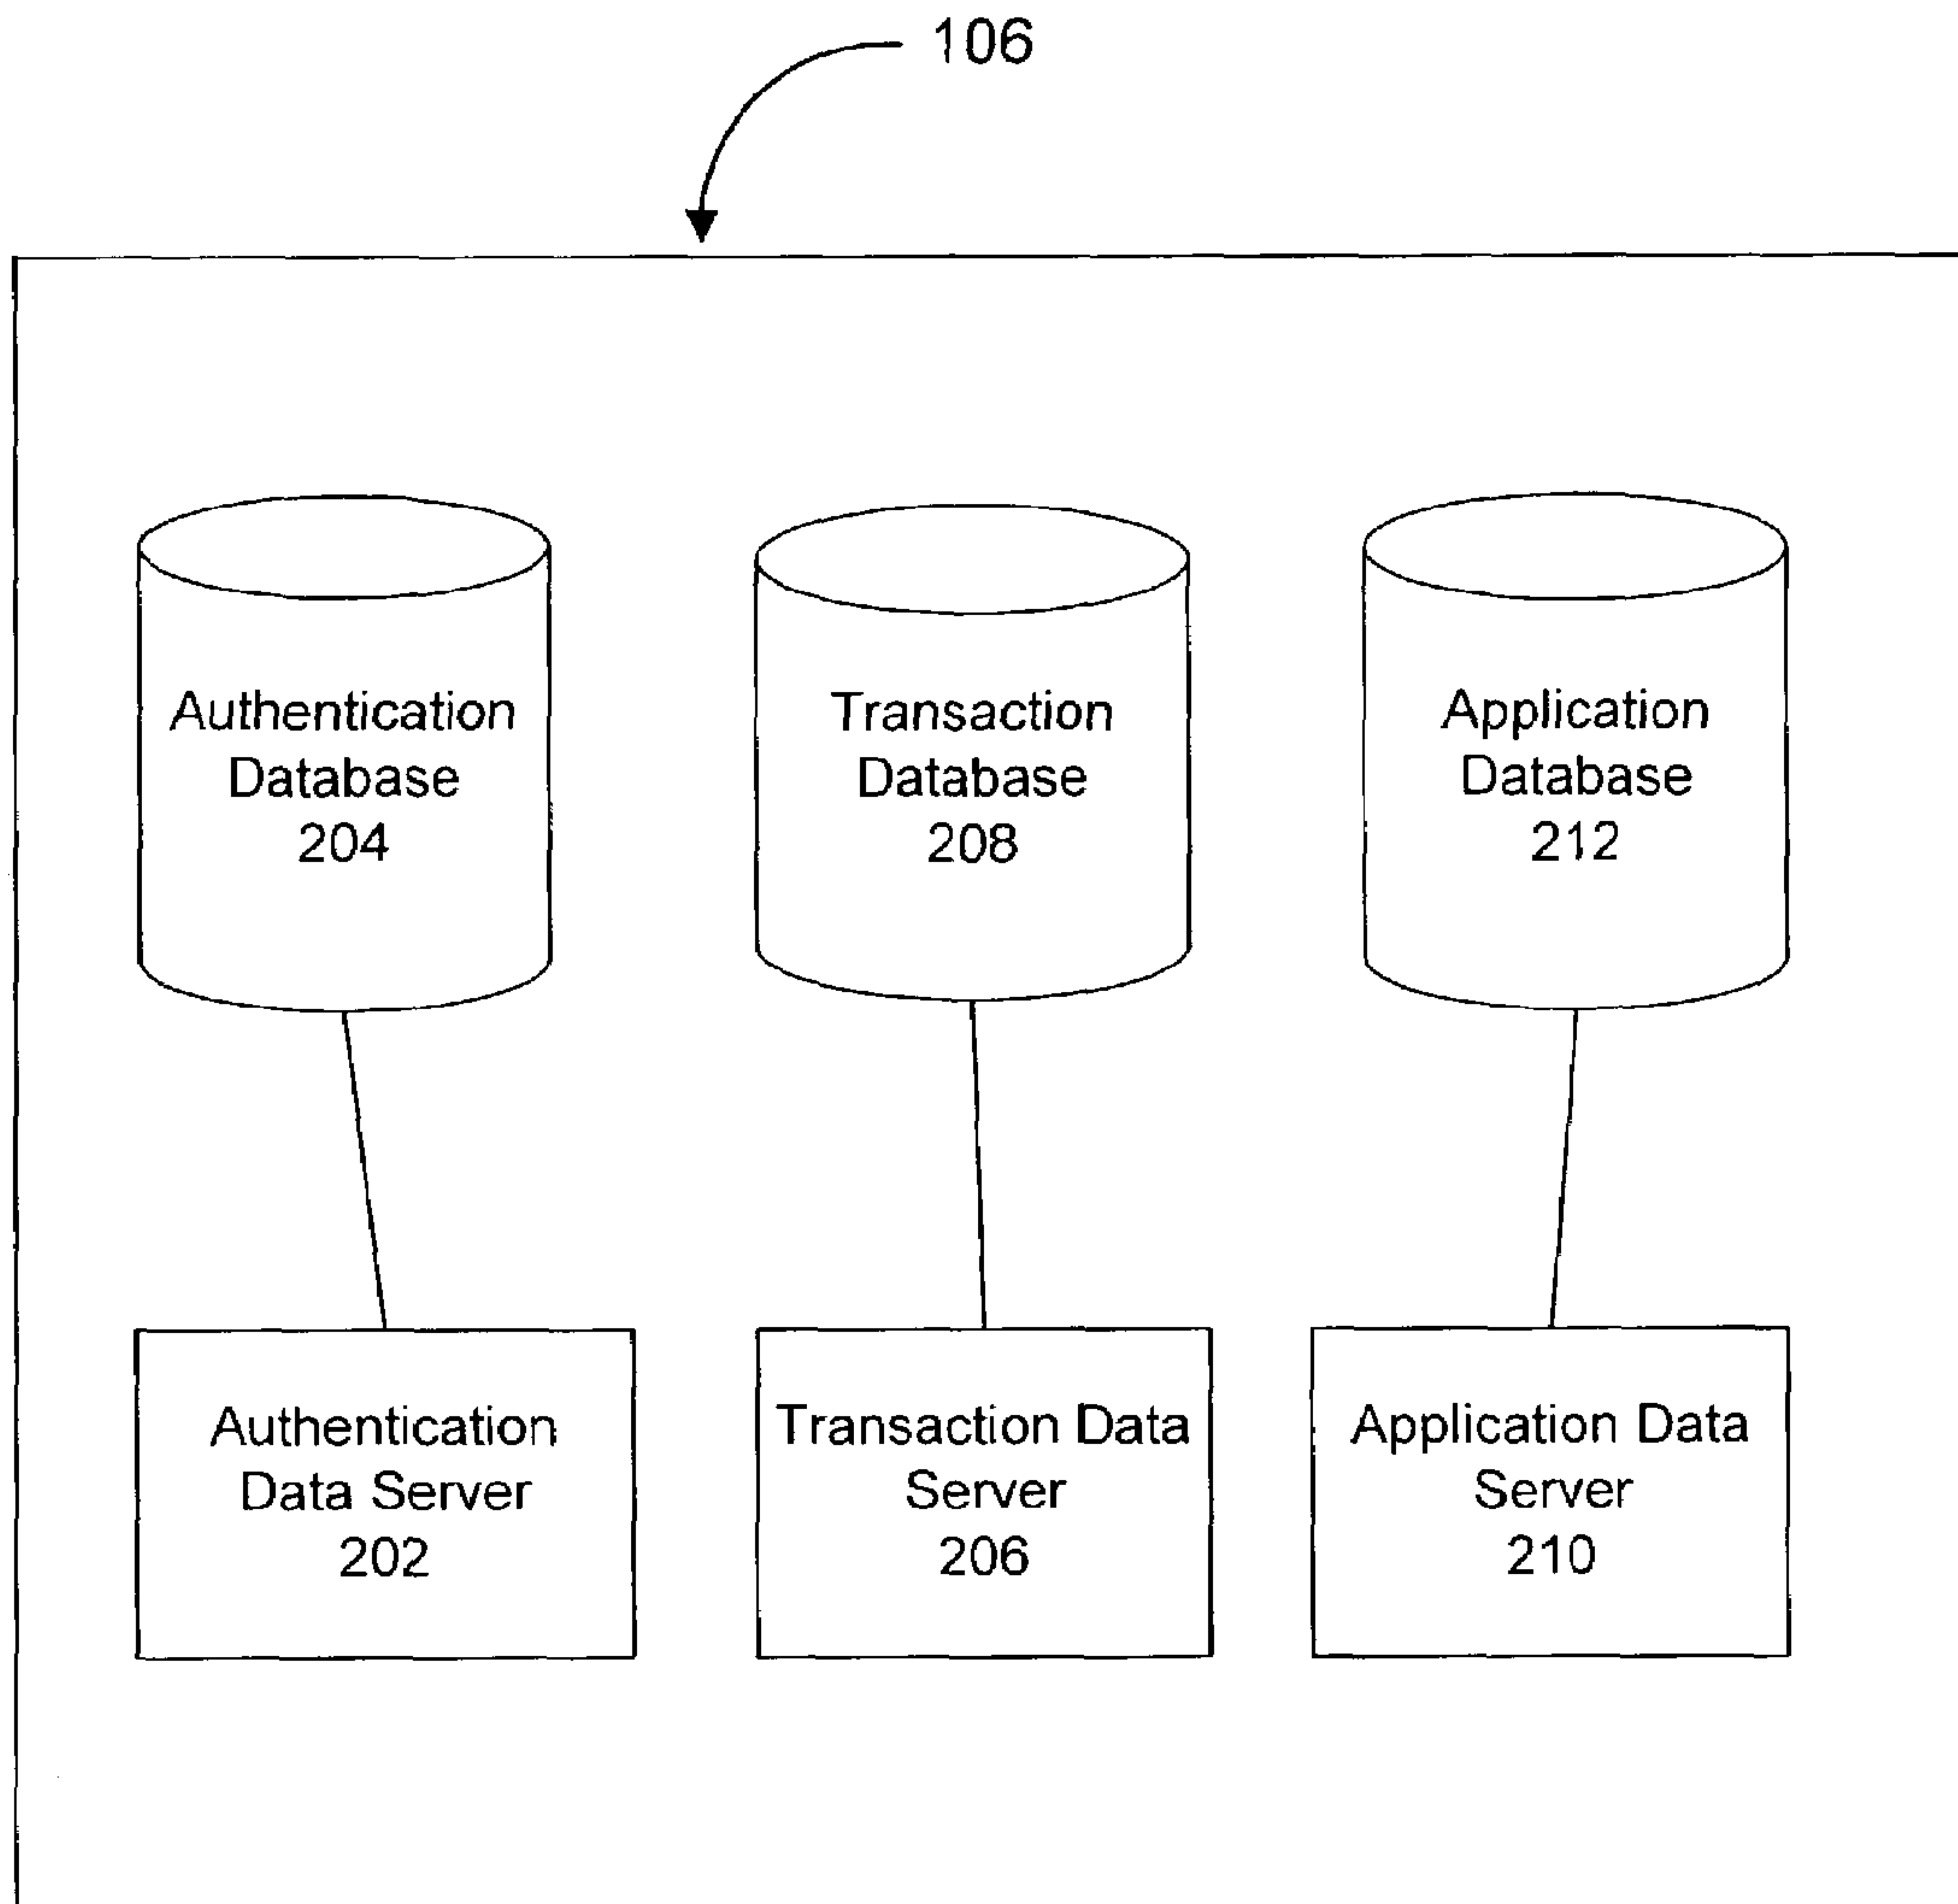 106
Authentication
Database
204
Transaction
Database
208
Application
Database
212
Authentication
Data Server
202
Transaction Data
Server
206
Application Data
Server
210